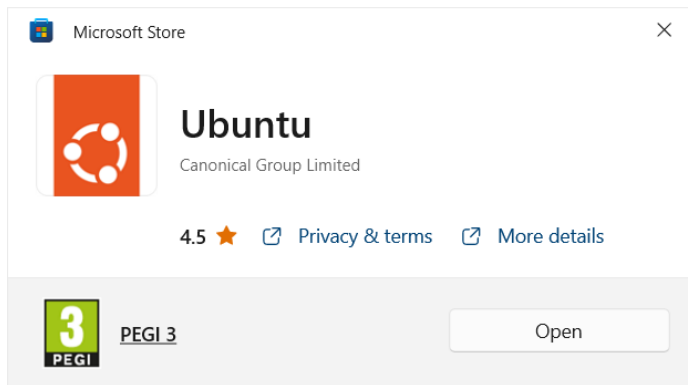 Microsoft Store
Ubuntu
Canonical Group Limited
4.5 Privacy & terms More details
3
PEGI
PEGI 3
Open